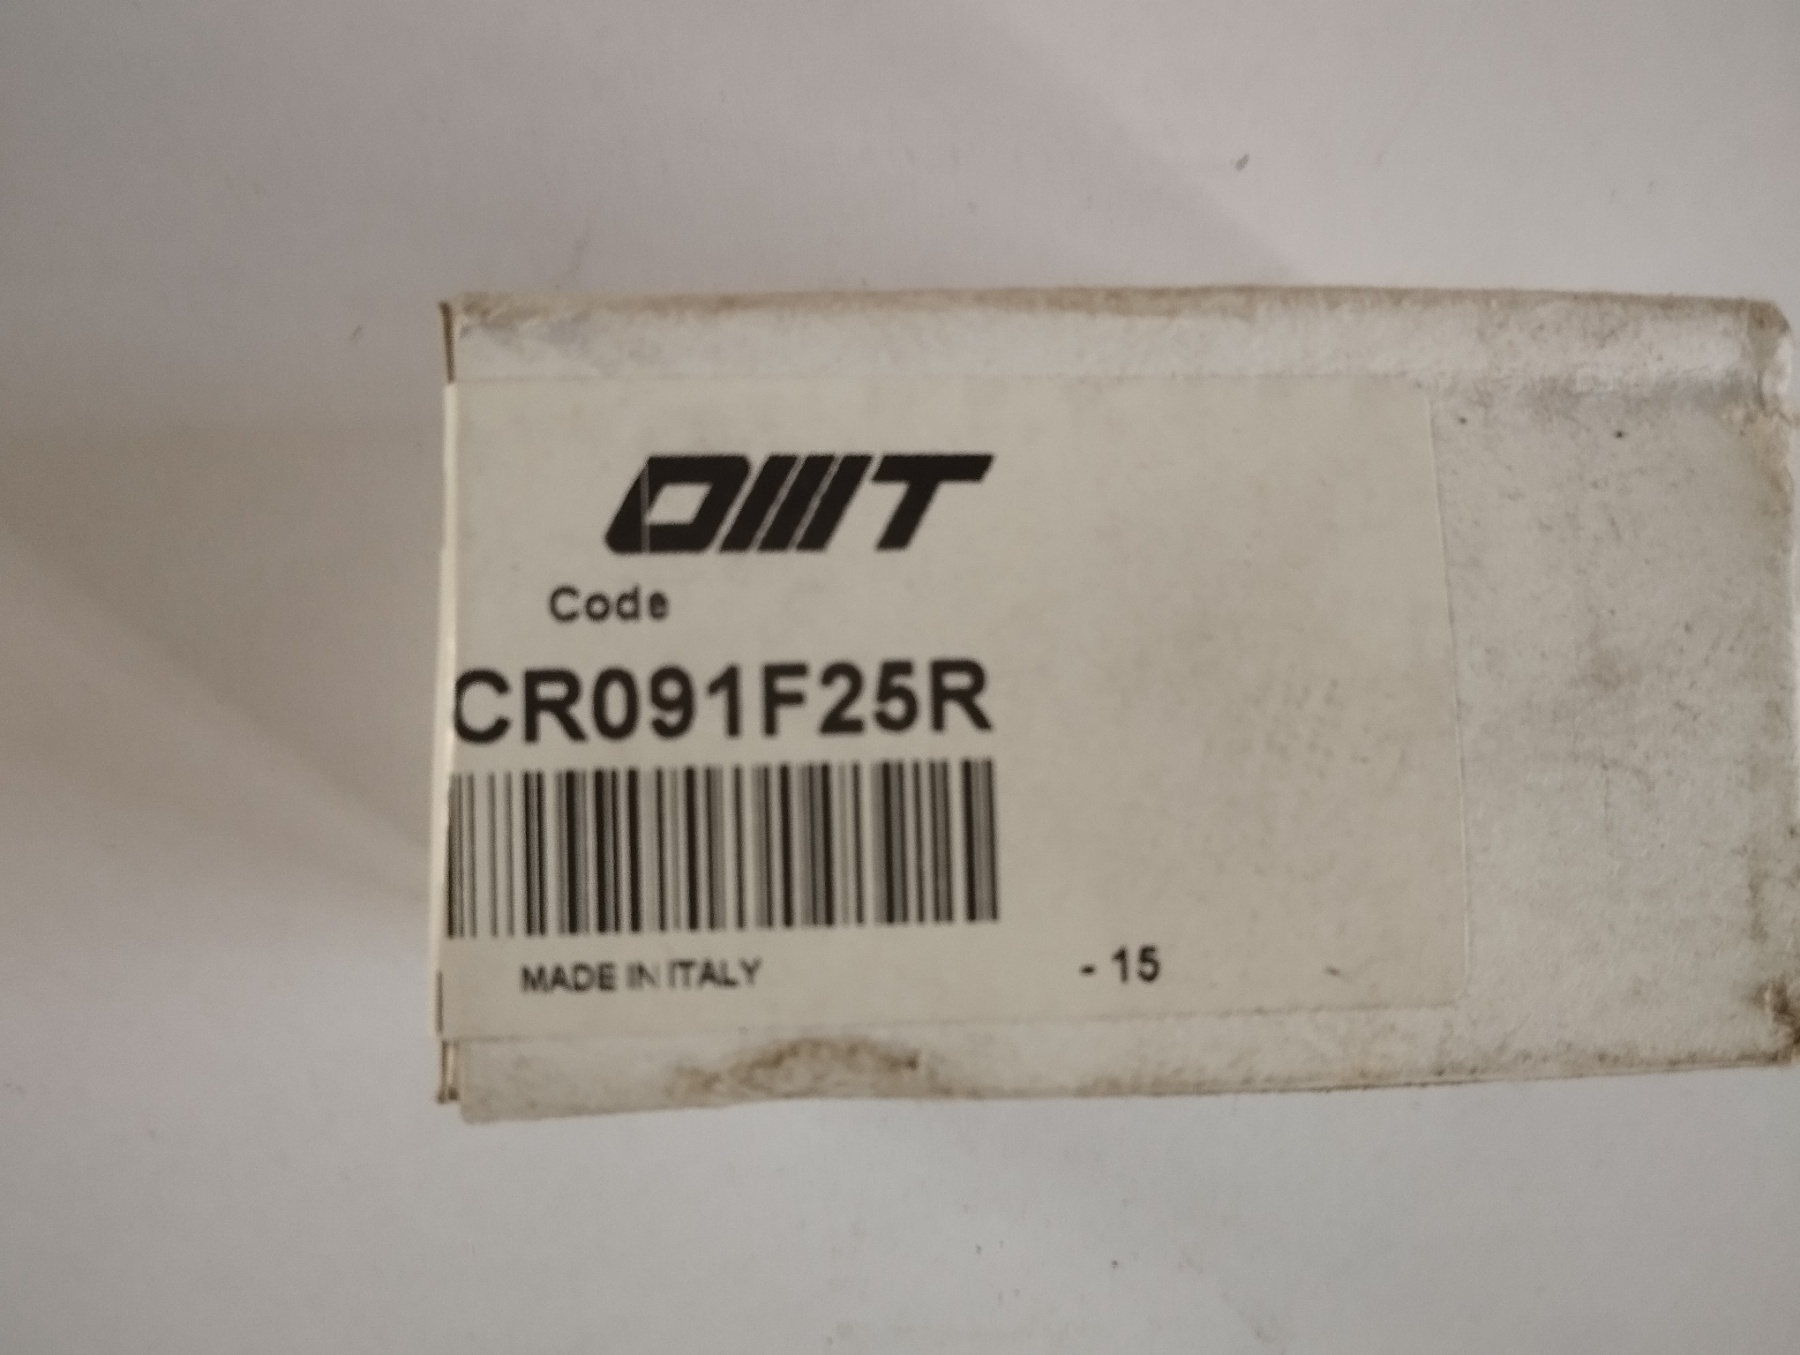 OMT
Code
CR091F25R
MADE IN ITALY - 15